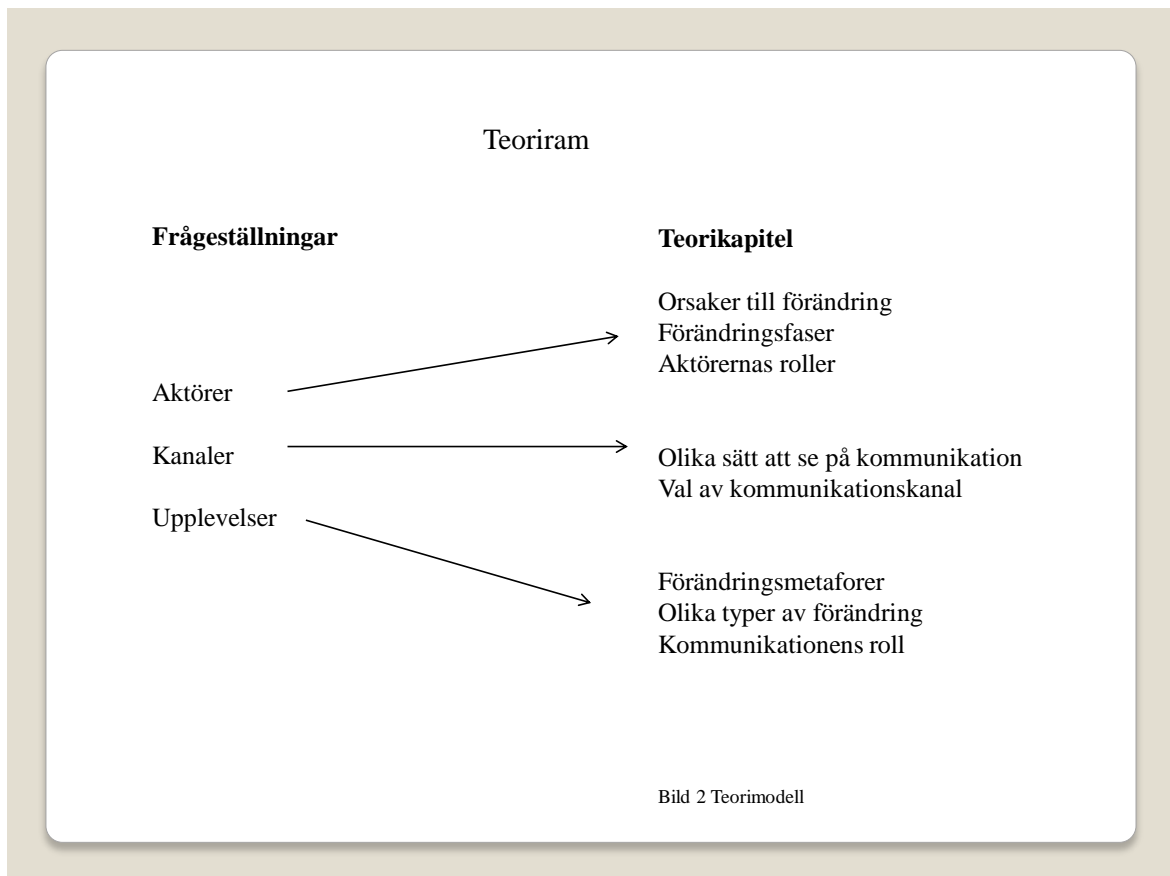 Teoriram
Frågeställningar
Aktörer
Kanaler
Upplevelser
Teorikapitel
Orsaker till förändring
Förändringsfaser
Aktörernas roller
Olika sätt att se på kommunikation
Val av kommunikationskanal
Förändringsmetaforer
Olika typer av förändring
Kommunikationens roll
Bild 2 Teorimodell